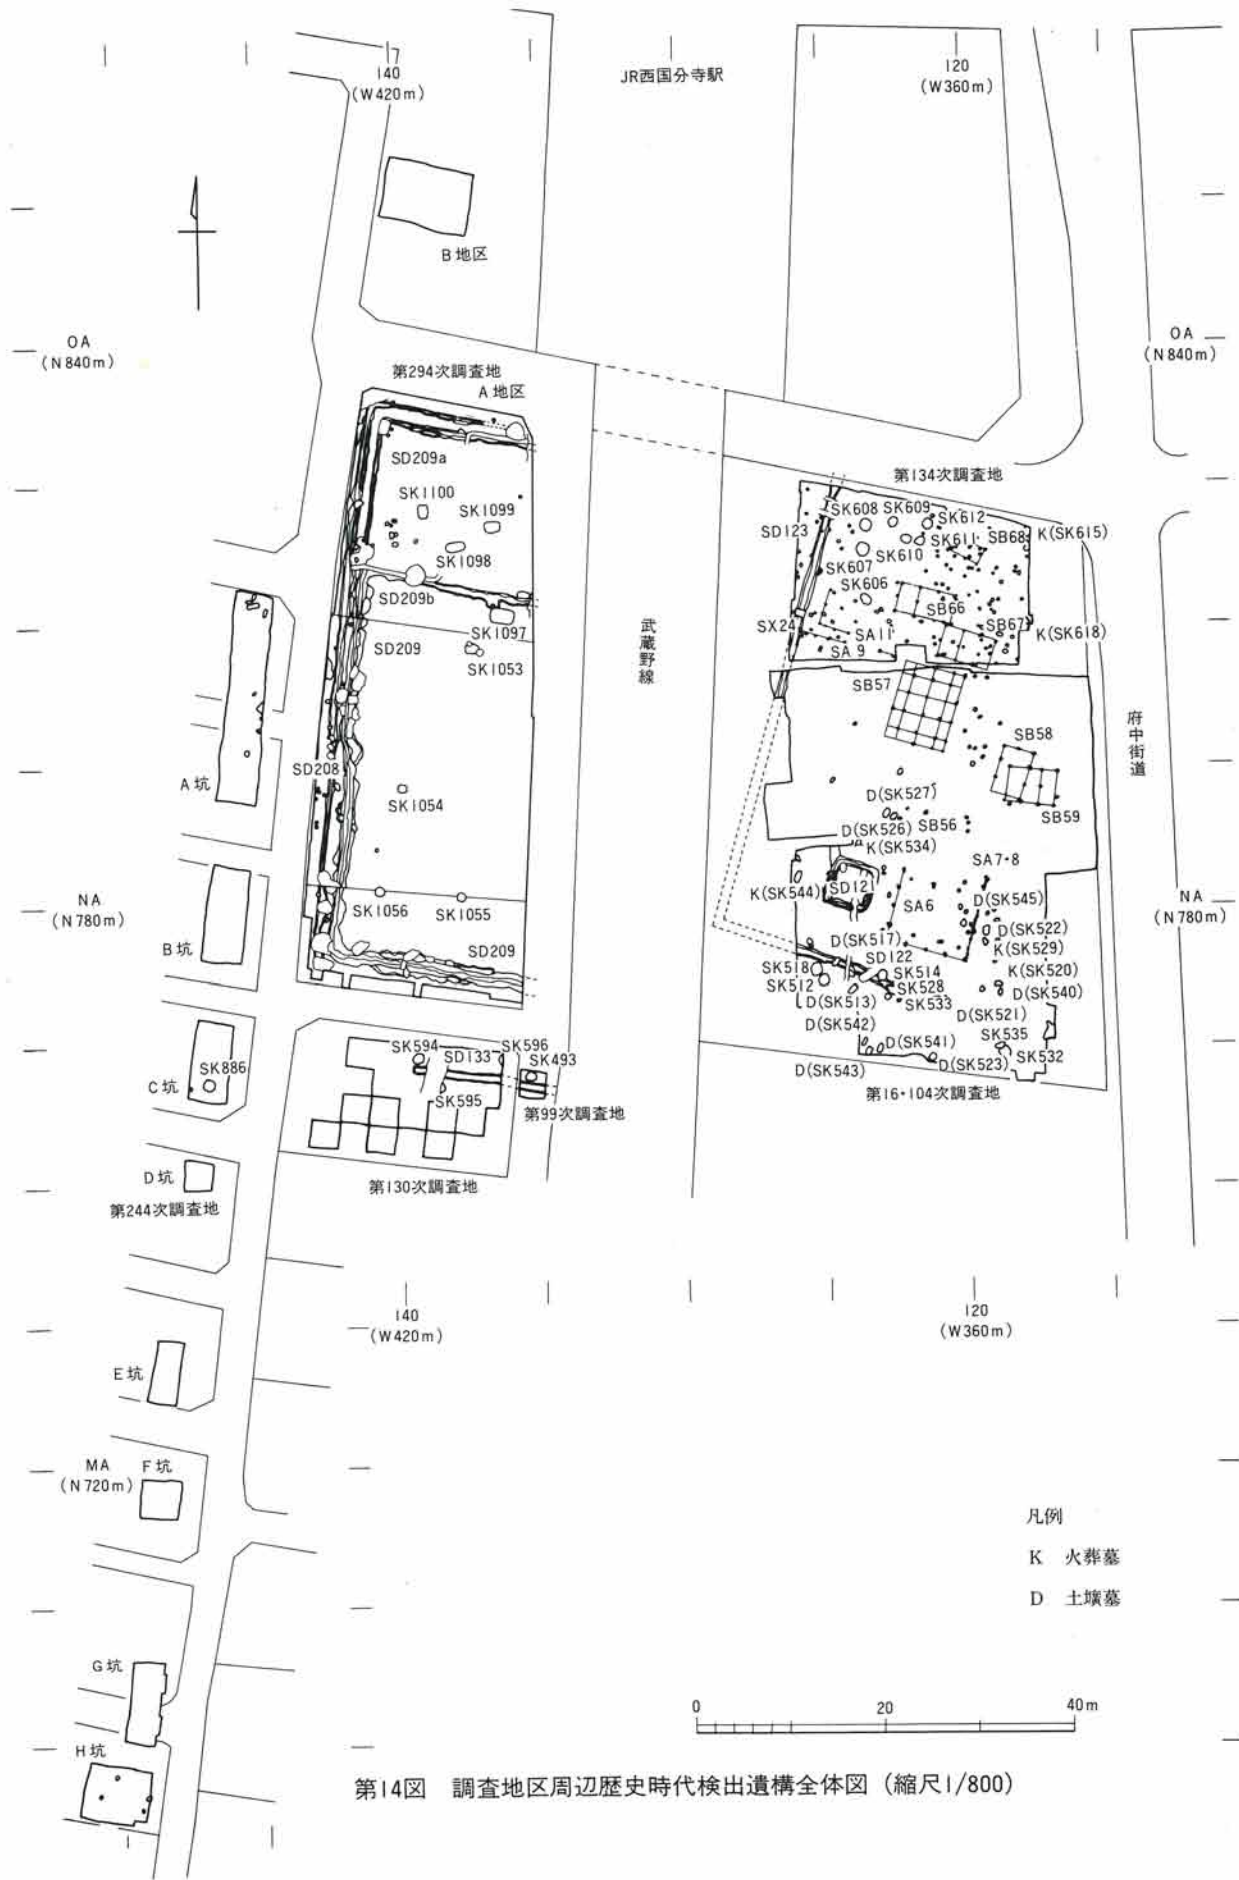 JR西国分寺駅
140
(W420m)
120
(W360m)
B地区
OA
(N840m)
OA
(N840m)
第294次調査地
A地区
SD209a
SK1100
SK1099
SK1098
SD209b
SK1097
SD209
SK1053
SD208
SK1054
SK1056
SK1055
SD209
武蔵野線
府中街道
第134次調査地
SK608
SK609
SK612
SD123
SK611
SB68
K(SK615)
SK610
SK607
SK606
SB66
SX24
SA11
SB67
K(SK618)
SA9
SB57
SB58
SB59
D(SK527)
D(SK526)
SB56
K(SK534)
SA7・8
K(SK544)
SD121
SA6
D(SK545)
D(SK517)
D(SK522)
SD122
K(SK529)
SK518
SK514
K(SK520)
SK512
SK528
D(SK540)
D(SK513)
SK533
D(SK521)
D(SK542)
SK535
D(SK541)
SK532
D(SK523)
D(SK543)
第16・104次調査地
A坑
NA
(N780m)
NA
(N780m)
B坑
SK594
SK596
SD133
SK493
SK886
C坑
SK595
第99次調査地
D坑
第130次調査地
第244次調査地
140
(W420m)
120
(W360m)
E坑
MA
(N720m)
F坑
G坑
H坑
凡例
K 火葬墓
D 土壙墓
0 20 40m
第14図 調査地区周辺歴史時代検出遺構全体図(縮尺1/800)